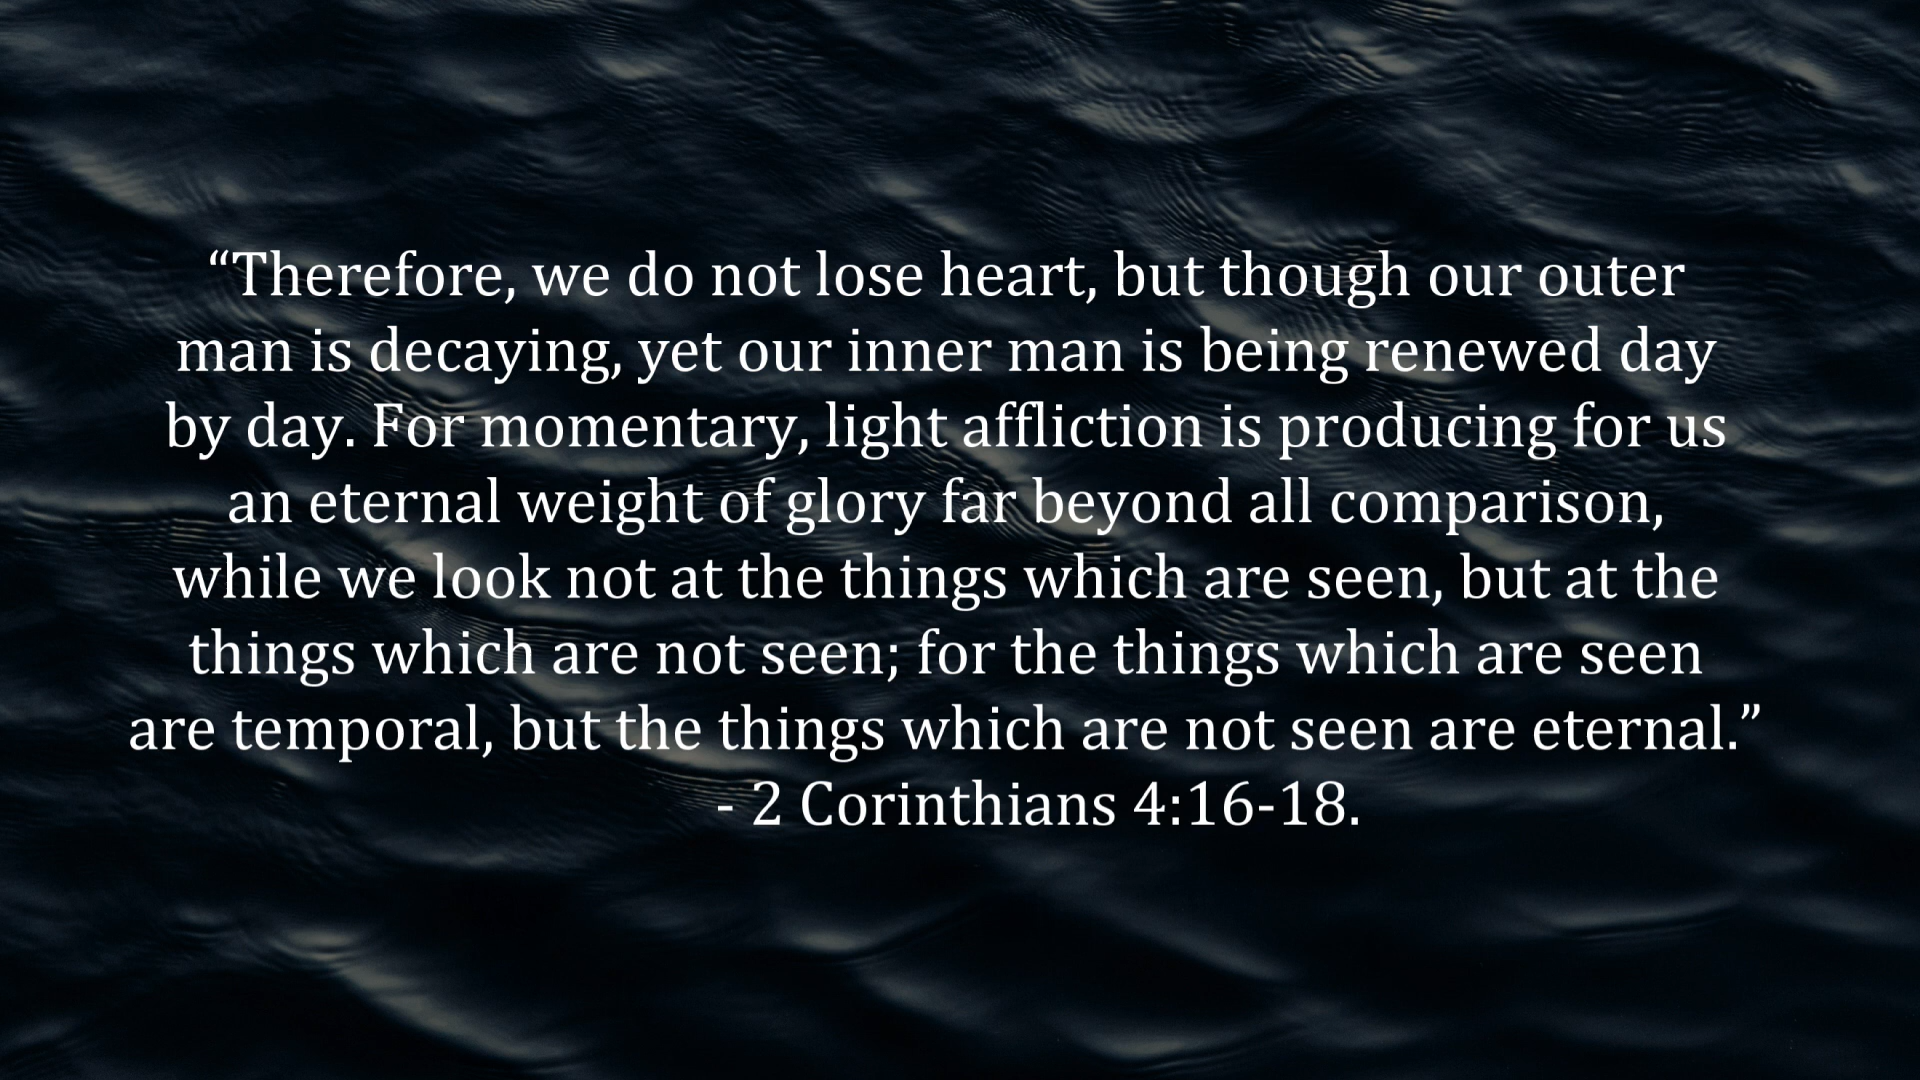 “Therefore, we do not lose heart, but though our outer
man is decaying, yet our inner man is being renewed day
by day. For momentary, light affliction is producing for us
an eternal weight of glory far beyond all comparison,
while we look not at the things which are seen, but at the
things which are not seen; for the things which are seen
are temporal, but the things which are not seen are eternal.”
- 2 Corinthians 4:16-18.